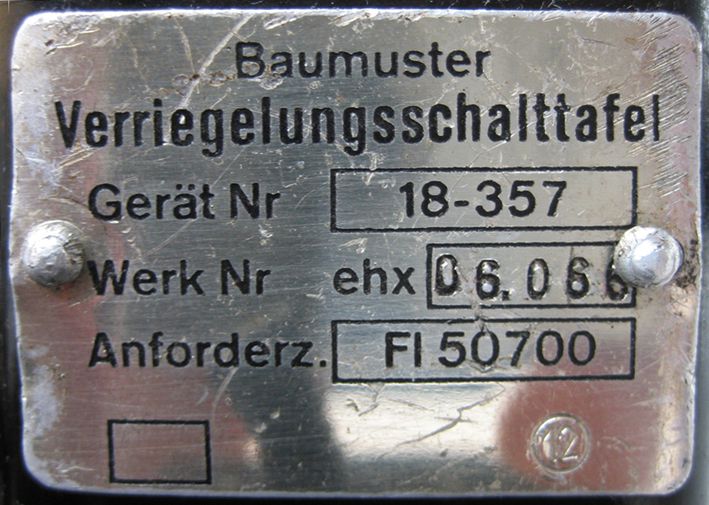 Baumuster
Verriegelungsschalttafel
Gerät Nr 18-357
Werk Nr ehx 06.066
Anforderz. Fl 50700
12